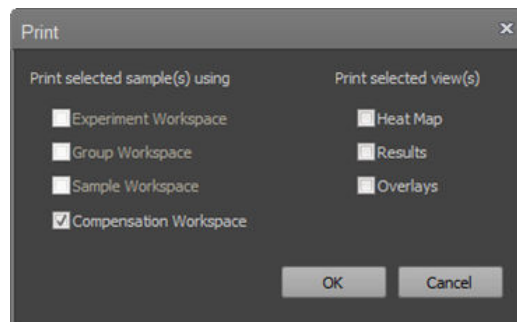 Print
Print selected sample(s) using
Print selected view(s)
Experiment Workspace
Heat Map
Group Workspace
Results
Sample Workspace
Overlays
Compensation Workspace
OK
Cancel